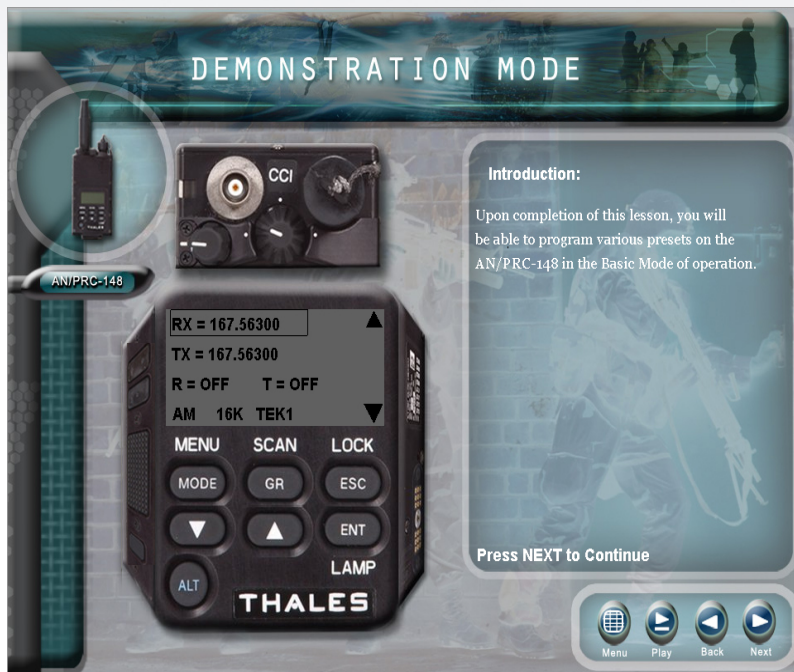 DEMONSTRATION MODE
CCI
THALES
AN/PRC-148
Introduction:
Upon completion of this lesson, you will
be able to program various presets on the
AN/PRC-148 in the Basic Mode of operation.
RX = 167.56300
TX = 167.56300
R = OFF T = OFF
AM 16K TEK1
MENU SCAN LOCK
MODE GR ESC
ENT
LAMP
ALT
THALES
Press NEXT to Continue
Menu Play Back Next